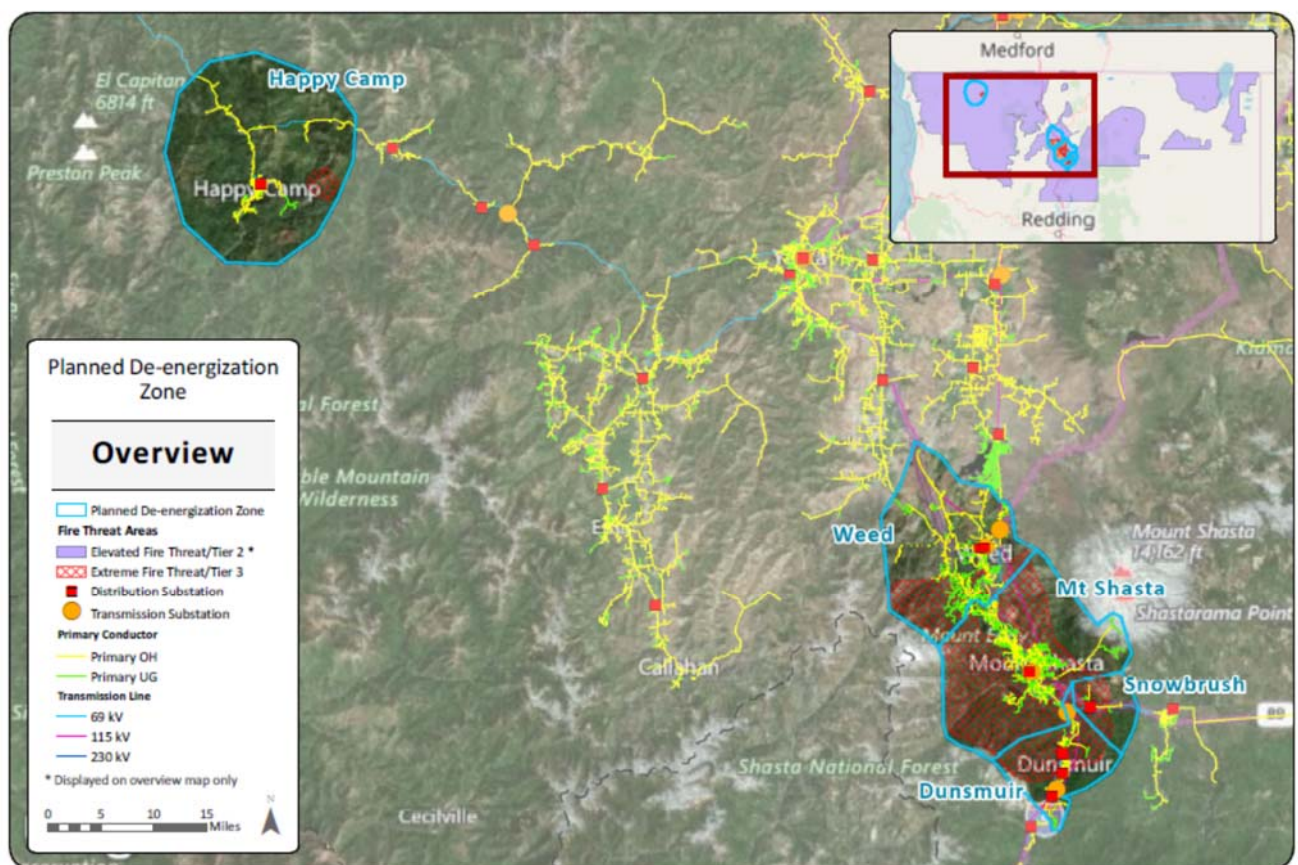 El Capitan
6814 ft
Happy Camp
Preston Peak
Happy Camp
Medford
Redding
Planned De-energization
Zone
Overview
Planned De-energization Zone
Fire Threat Areas
Elevated Fire Threat/Tier 2 *
Extreme Fire Threat/Tier 3
Distribution Substation
Transmission Substation
Primary Conductor
Primary OH
Primary UG
Transmission Line
69 kV
115 kV
230 kV
* Displayed on overview map only
N
0 5 10 15
Miles
al Forest
ble Mountain
Wilderness
Weed
Mount Shasta
14,162 ft
Mt Shasta
Shastarama Point
Mount Eddy
Mount Shasta
Callahan
Snowbrush
89
Shasta National Forest
Dunsmuir
Dunsmuir
Cecilville